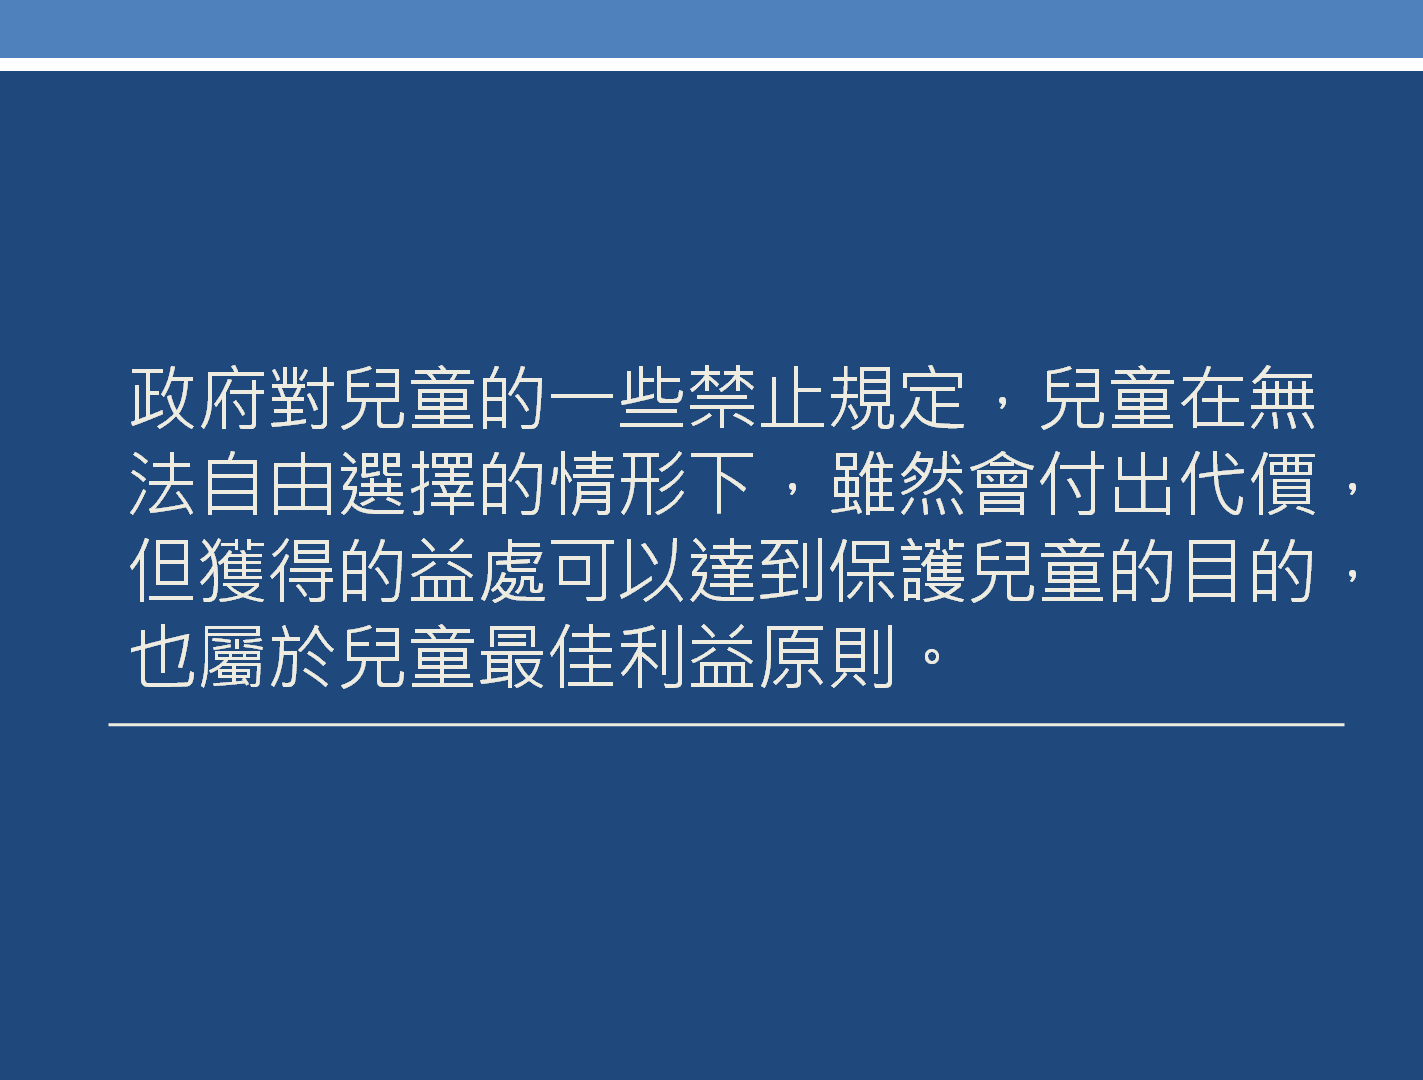 政府對兒童的一些禁止規定，兒童在無
法自由選擇的情形下，雖然會付出代價，
但獲得的益處可以達到保護兒童的目的，
也屬於兒童最佳利益原則。